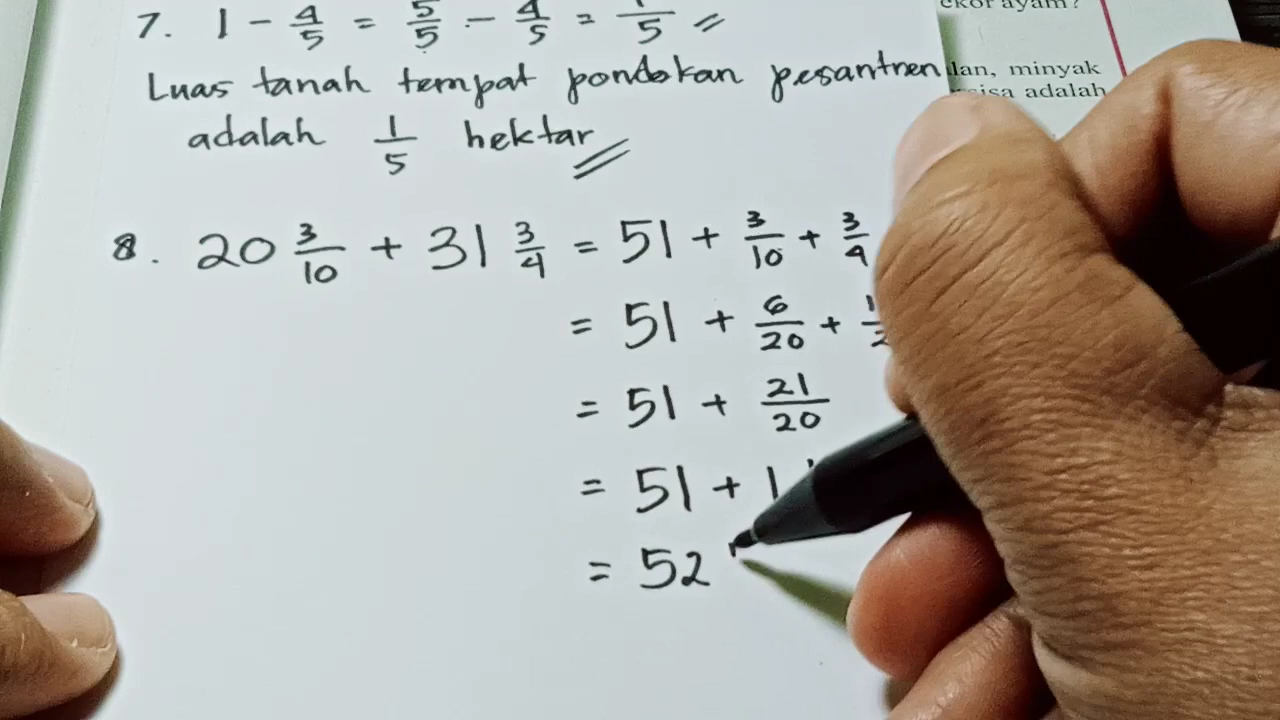 7. 1 - 4/5 = 5/5 - 4/5 = 1/5 //
ekor ayam?
Luas tanah tempat pondokan pesantren
lan, minyak
sisa adalah
adalah 1/5 hektar //
8. 20 3/10 + 31 3/4 = 51 + 3/10 + 3/4
= 51 + 6/20 +
= 51 + 21/20
= 51 + 1
= 52